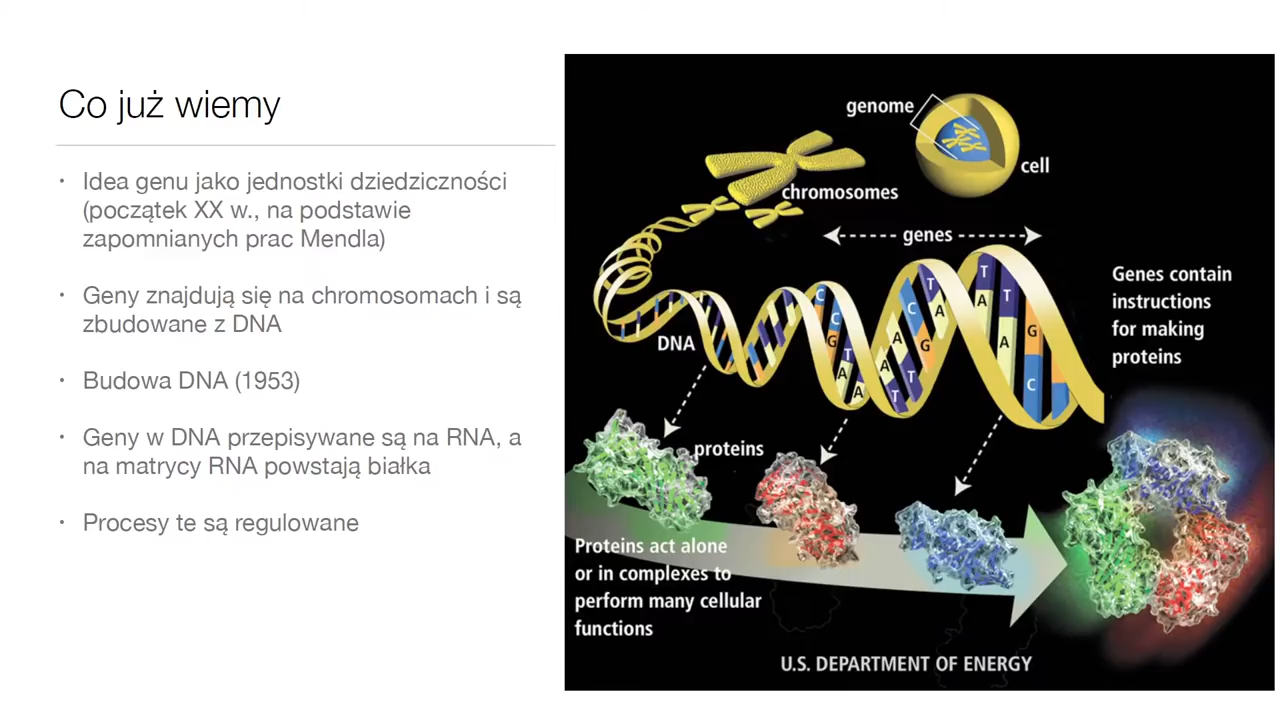 Co już wiemy
• Idea genu jako jednostki dziedziczności
(początek XX w., na podstawie
zapomnianych prac Mendla)
• Geny znajdują się na chromosomach i są
zbudowane z DNA
• Budowa DNA (1953)
• Geny w DNA przepisywane są na RNA, a
na matrycy RNA powstają białka
• Procesy te są regulowane
genome
cell
chromosomes
genes
DNA
C
C
G
T
A
A
A
A
T
C
T
G
T
A
T
A
T
A
G
C
Genes contain
instructions
for making
proteins
proteins
Proteins act alone
or in complexes to
perform many cellular
functions
U.S. DEPARTMENT OF ENERGY